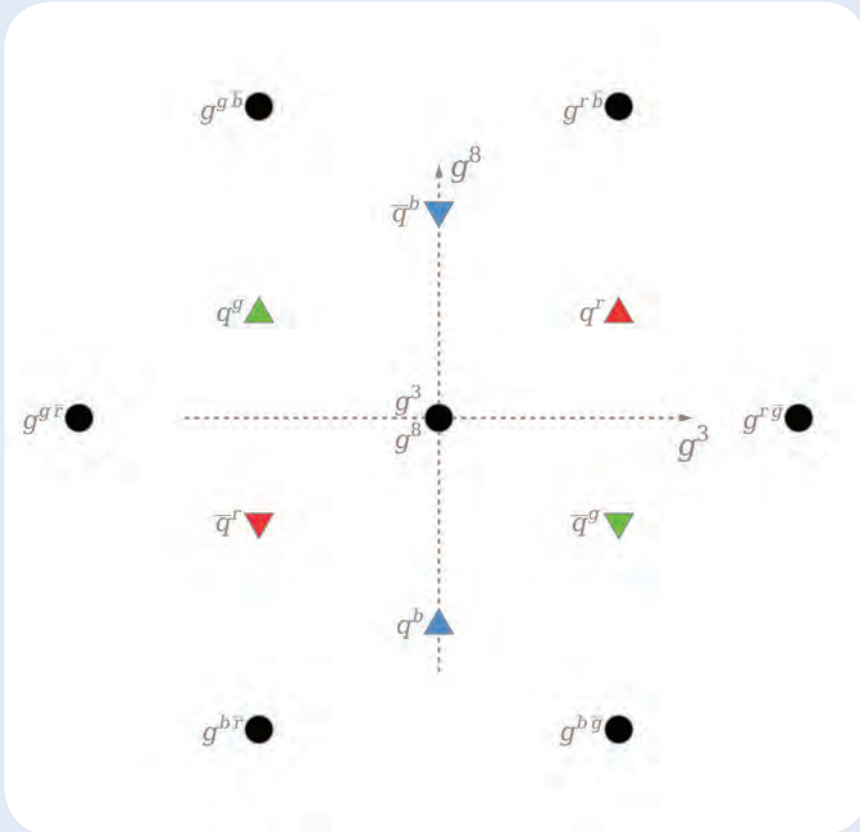 g^{g b̅} g^{r b̅}
g^8
q̅^b
q^g q^r
g^3
g^{g r̅} g^8 g^{r g̅} g^3
q̅^r q̅^g
q^b
g^{b r̅} g^{b g̅}